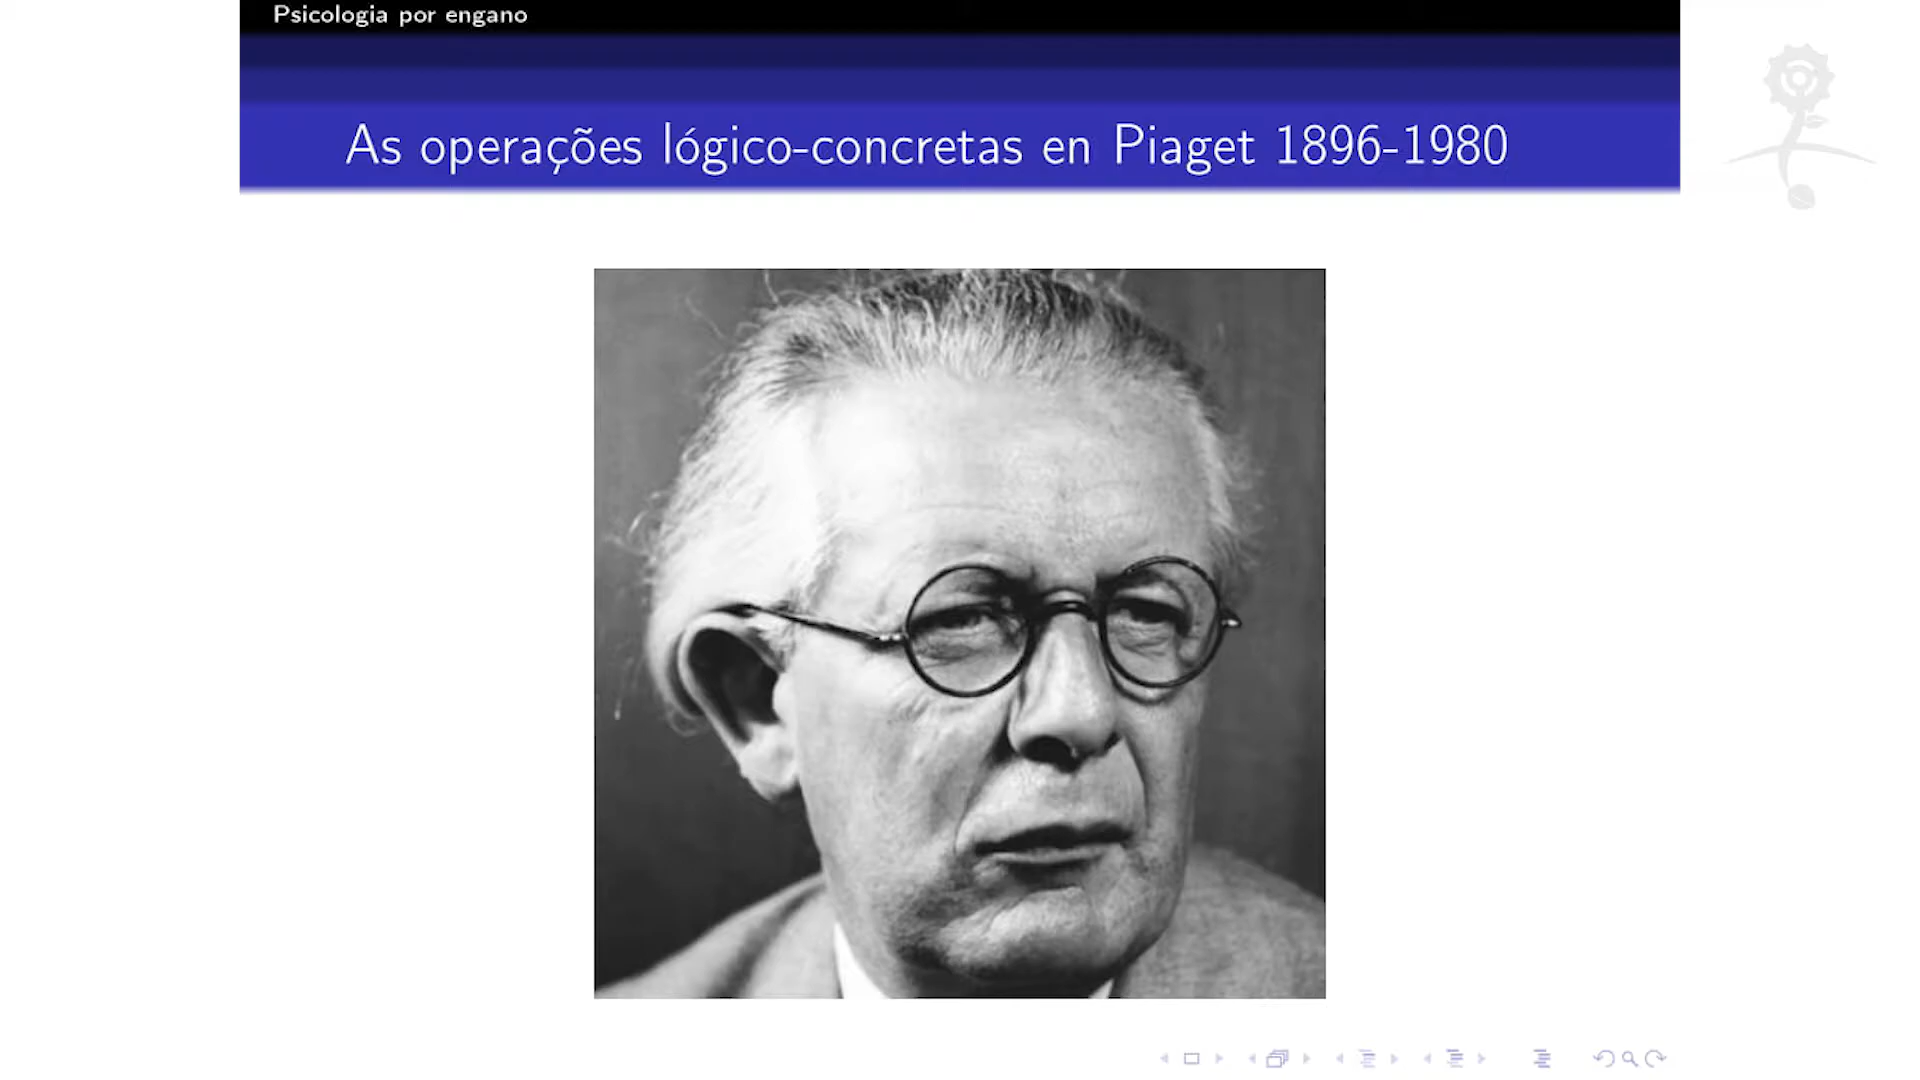 Psicologia por engano
As operações lógico-concretas en Piaget 1896-1980